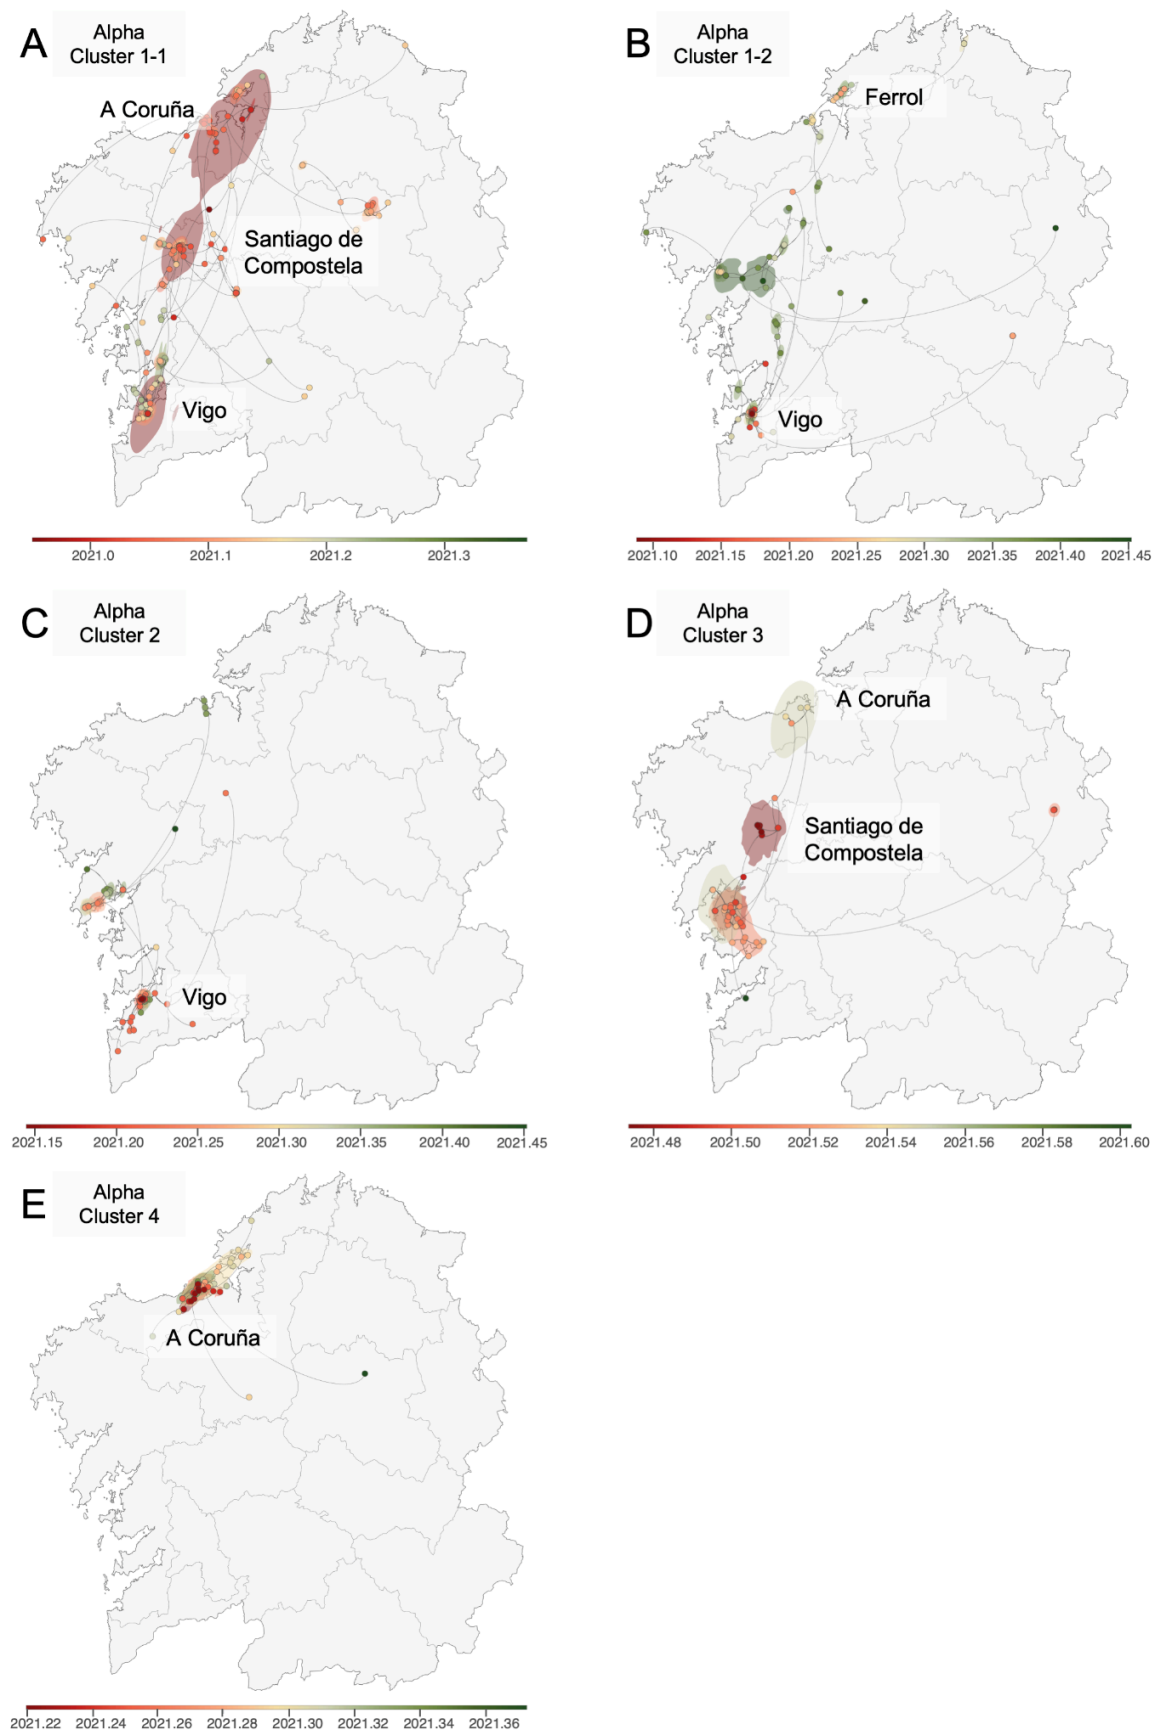 A
Alpha
Cluster 1-1
A Coruña
Santiago de
Compostela
Vigo
2021.0 2021.1 2021.2 2021.3
B
Alpha
Cluster 1-2
Ferrol
Vigo
2021.10 2021.15 2021.20 2021.25 2021.30 2021.35 2021.40 2021.45
C
Alpha
Cluster 2
Vigo
2021.15 2021.20 2021.25 2021.30 2021.35 2021.40 2021.45
D
Alpha
Cluster 3
A Coruña
Santiago de
Compostela
2021.48 2021.50 2021.52 2021.54 2021.56 2021.58 2021.60
E
Alpha
Cluster 4
A Coruña
2021.22 2021.24 2021.26 2021.28 2021.30 2021.32 2021.34 2021.36